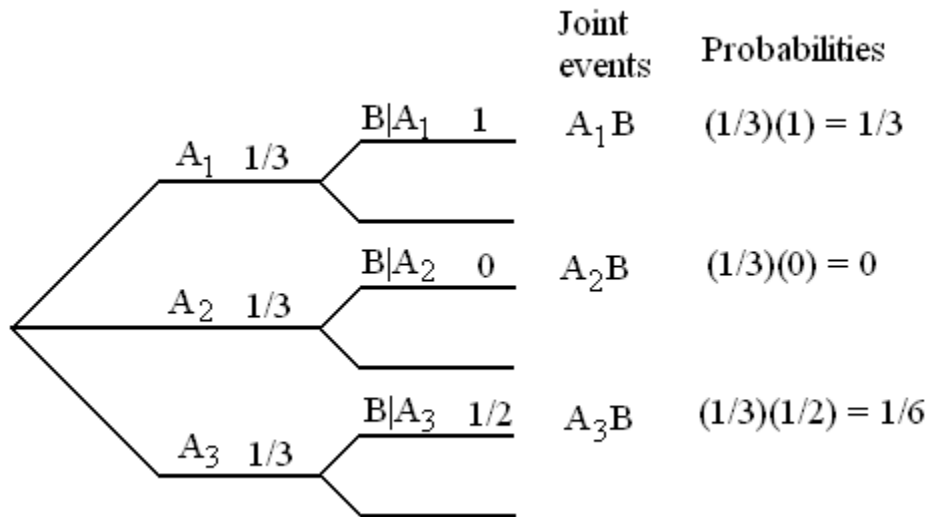 Joint events Probabilities
B|A₁ 1 A₁B (1/3)(1) = 1/3
A₁ 1/3
B|A₂ 0 A₂B (1/3)(0) = 0
A₂ 1/3
B|A₃ 1/2 A₃B (1/3)(1/2) = 1/6
A₃ 1/3